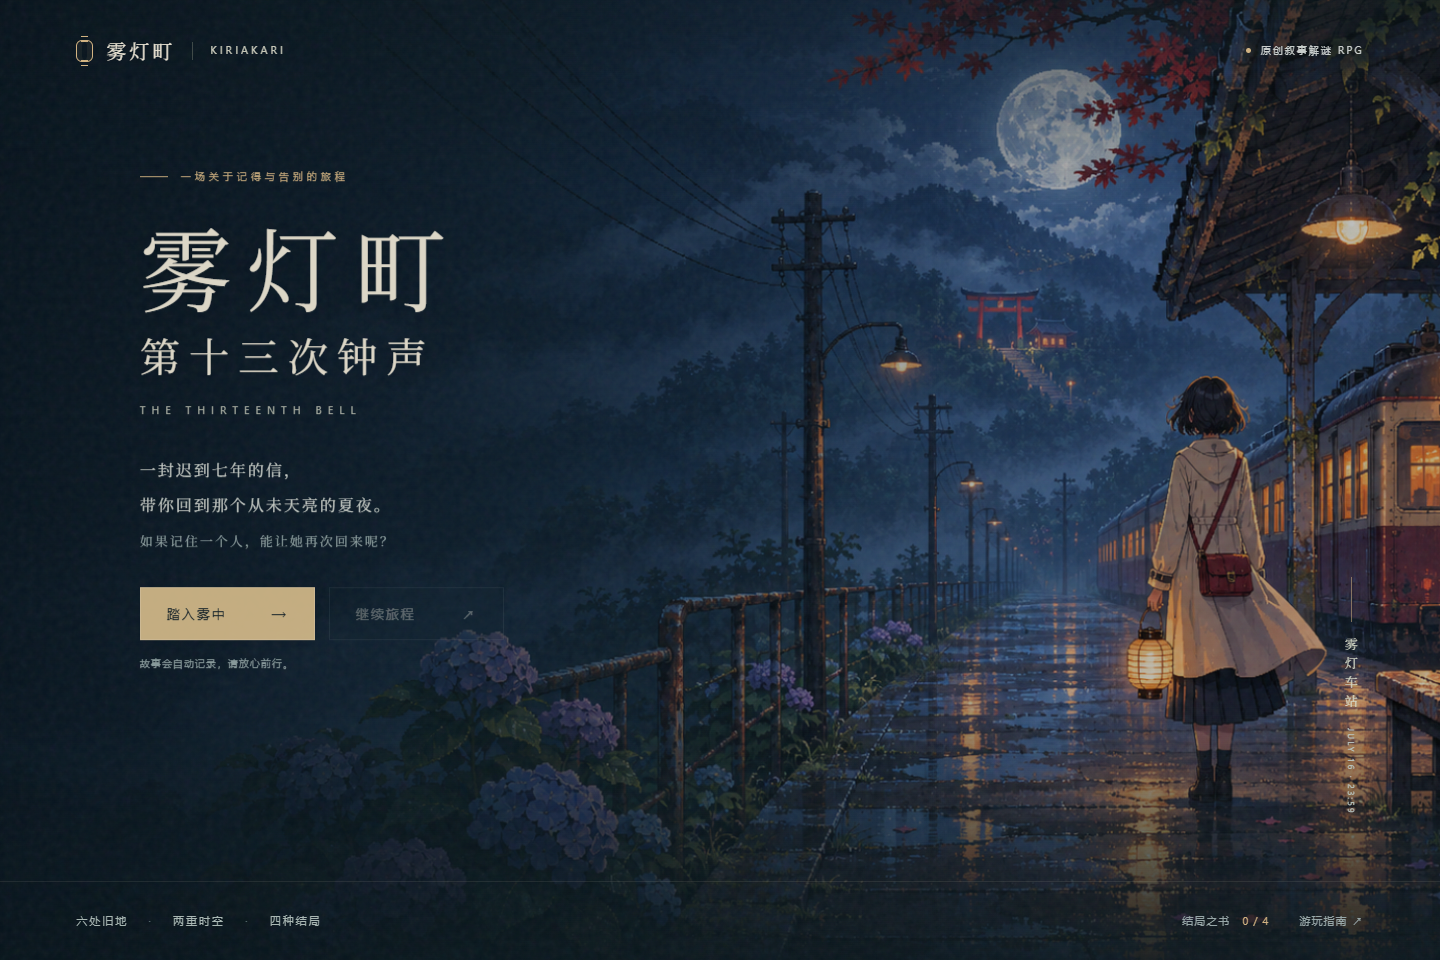 雾灯町
KIRIAKARI
原创叙事解谜 RPG
一场关于记得与告别的旅程
雾灯町
第十三次钟声
THE THIRTEENTH BELL
一封迟到七年的信，
带你回到那个从未天亮的夏夜。
如果记住一个人，能让她再次回来呢？
踏入雾中 →
继续旅程 ↗
故事会自动记录，请放心前行。
雾灯车站
JULY 16 23:59
六处旧地 · 两重时空 · 四种结局
结局之书 0 / 4
游玩指南 ↗